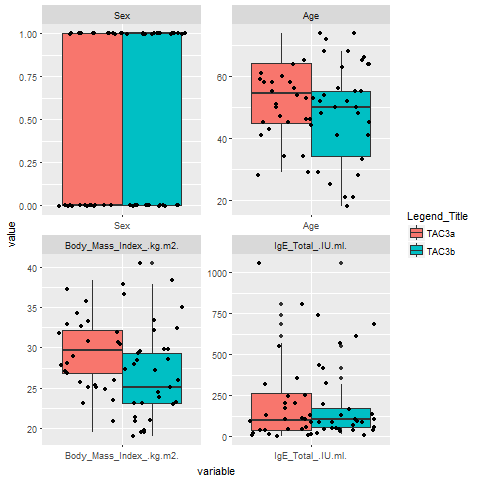 Sex
Age
1.00
0.75
0.50
0.25
0.00
60
40
20
Sex
Age
value
Body_Mass_Index_.kg.m2.
IgE_Total_.IU.ml.
40
35
30
25
20
1000
750
500
250
0
Body_Mass_Index_.kg.m2.
IgE_Total_.IU.ml.
variable
Legend_Title
TAC3a
TAC3b